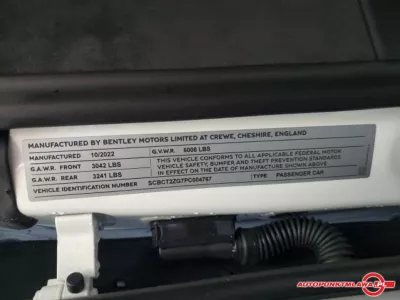 MANUFACTURED BY BENTLEY MOTORS LIMITED AT CREWE, CHESHIRE, ENGLAND
MANUFACTURED 10/2022 G.V.W.R. 6008 LBS
G.A.W.R. FRONT 3042 LBS THIS VEHICLE CONFORMS TO ALL APPLICABLE FEDERAL MOTOR
VEHICLE SAFETY, BUMPER AND THEFT PREVENTION STANDARDS
G.A.W.R. REAR 3241 LBS IN EFFECT ON THE DATE OF MANUFACTURE SHOWN ABOVE
VEHICLE IDENTIFICATION NUMBER SCBCT2ZG7PC004767 TYPE PASSENGER CAR
AUTOPUNKTMLAWA